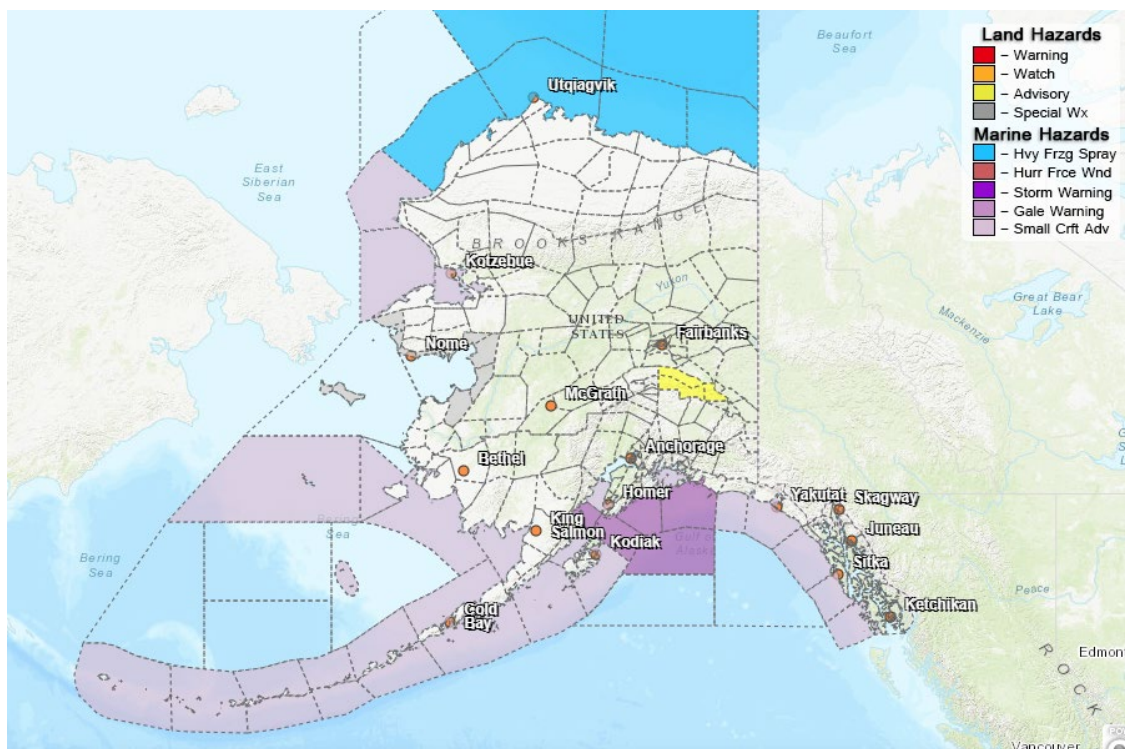 Beaufort
Sea
Land Hazards
– Warning
– Watch
– Advisory
– Special Wx
Marine Hazards
– Hvy Frzg Spray
– Hurr Frce Wnd
– Storm Warning
– Gale Warning
– Small Crft Adv
Utqiagvik
East
Siberian
Sea
BROOKS RANGE
Kotzebue
Yukon
Great Bear
Lake
Mackenzie
UNITED
STATES
Fairbanks
Nome
McGrath
Anchorage
Bethel
Homer
Yakutat
Skagway
King
Salmon
Juneau
Bering
Sea
Bering
Sea
Kodiak
Gulf of
Alaska
Sitka
Peace
Ketchikan
Cold
Bay
Edmont
ROCK
Vancouver